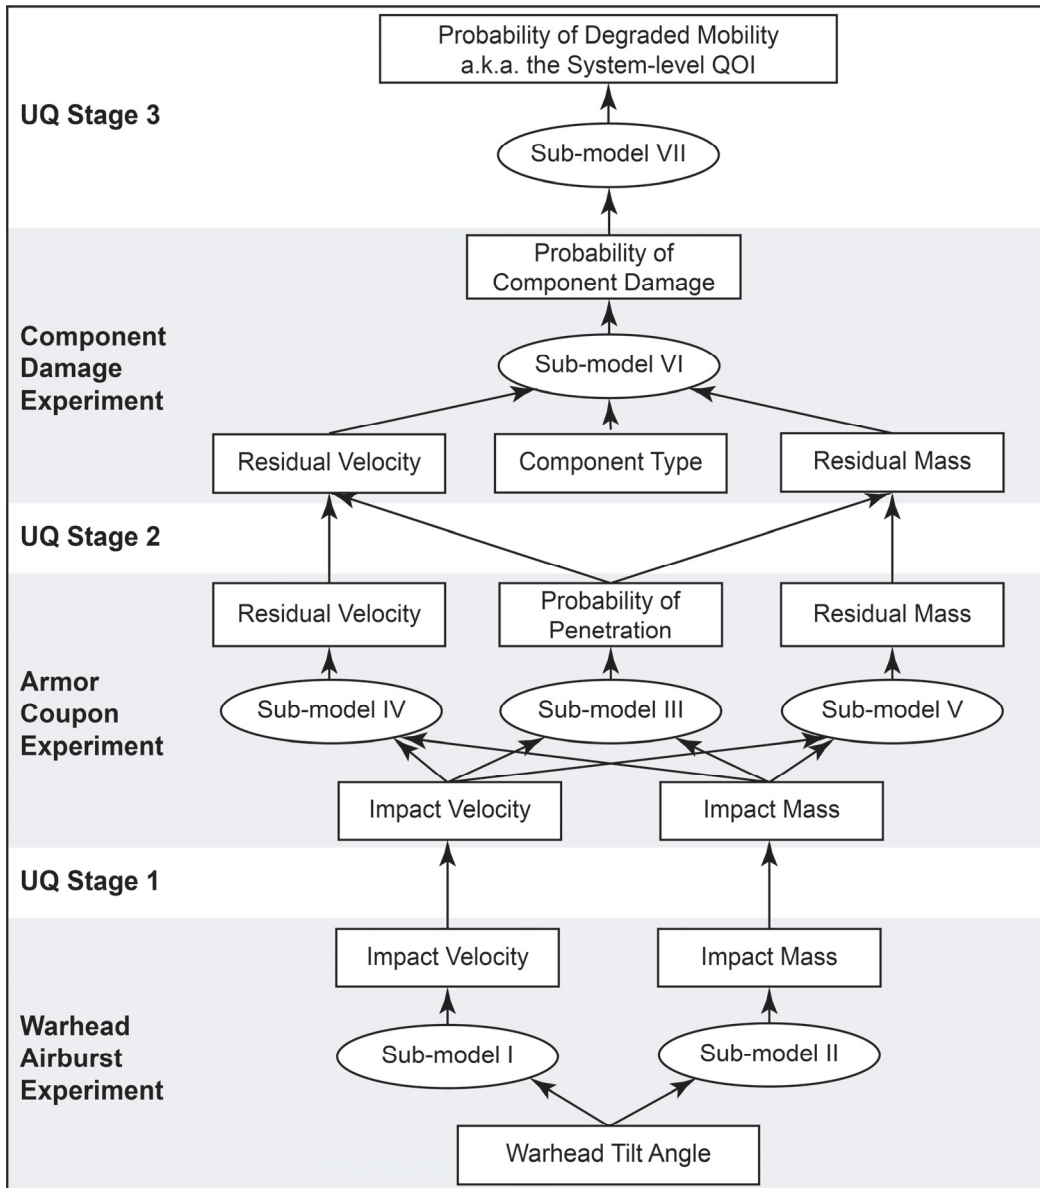 Probability of Degraded Mobility
a.k.a. the System-level QOI
UQ Stage 3
Sub-model VII
Probability of
Component Damage
Component
Damage
Experiment
Sub-model VI
Residual Velocity
Component Type
Residual Mass
UQ Stage 2
Residual Velocity
Probability of
Penetration
Residual Mass
Armor
Coupon
Experiment
Sub-model IV
Sub-model III
Sub-model V
Impact Velocity
Impact Mass
UQ Stage 1
Impact Velocity
Impact Mass
Warhead
Airburst
Experiment
Sub-model I
Sub-model II
Warhead Tilt Angle